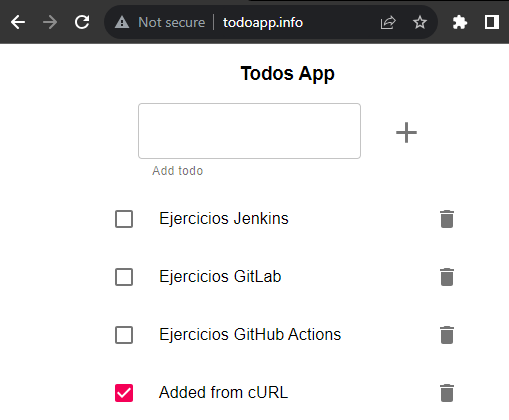 Not secure | todoapp.info
Todos App
Add todo
Ejercicios Jenkins
Ejercicios GitLab
Ejercicios GitHub Actions
Added from cURL